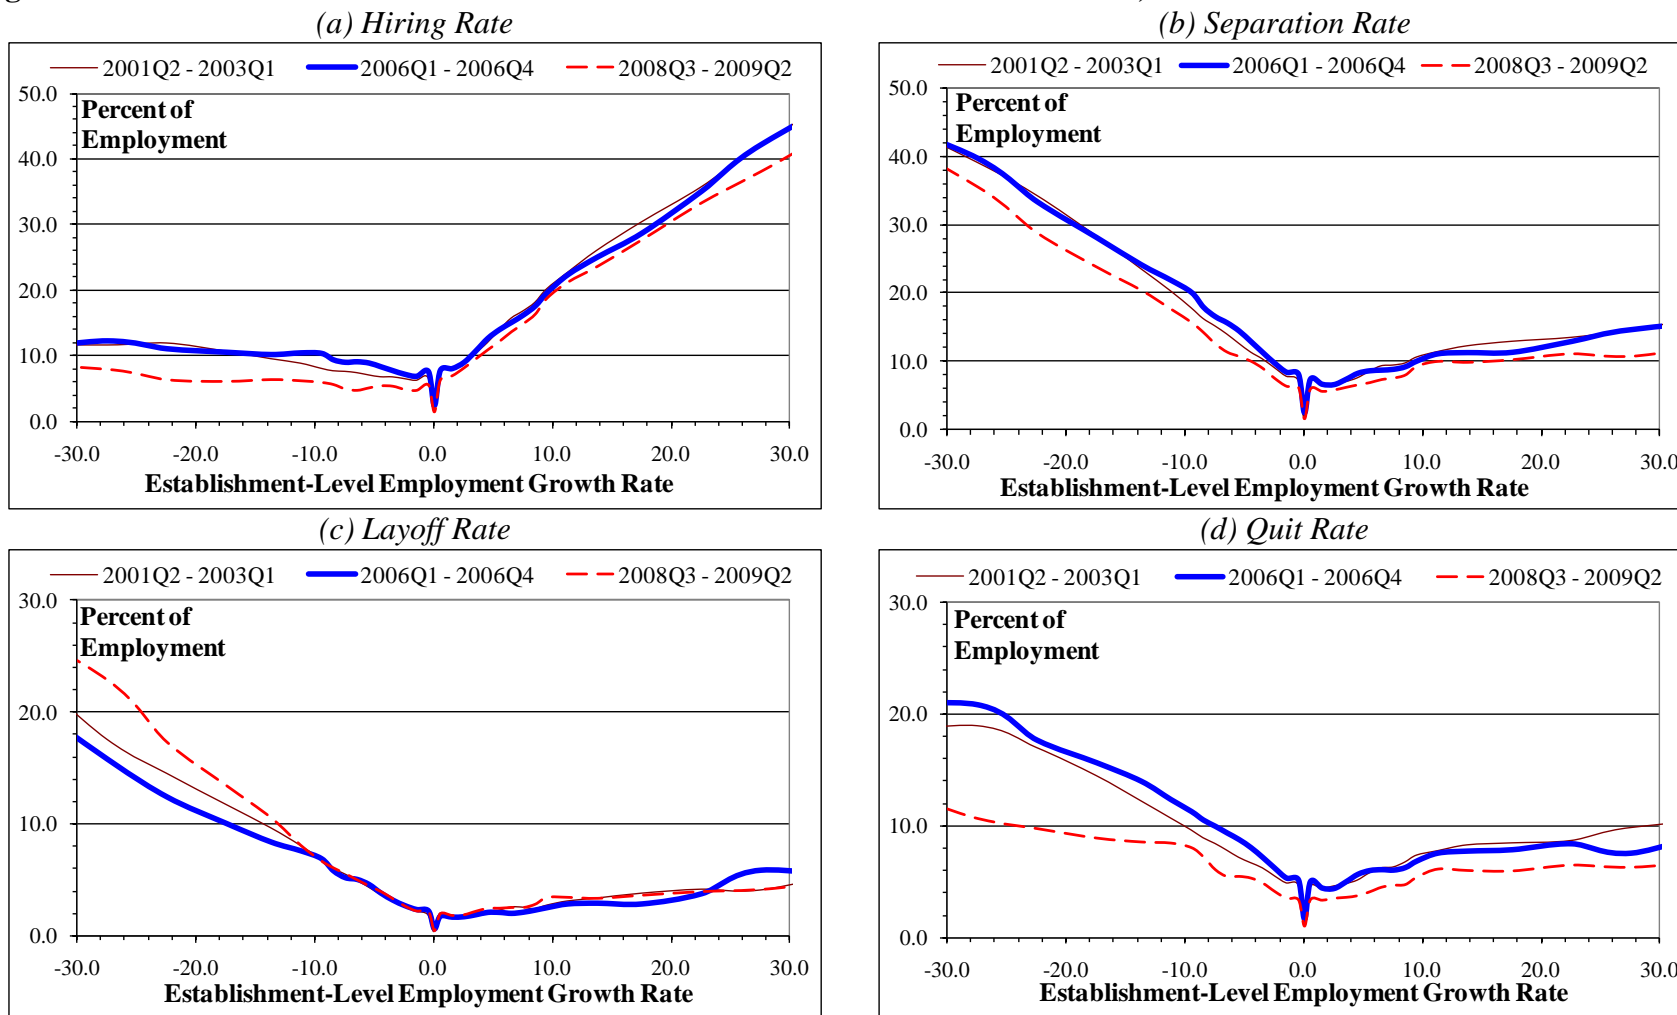 (a) Hiring Rate
2001Q2 - 2003Q1 2006Q1 - 2006Q4 2008Q3 - 2009Q2
Percent of
Employment
50.0
40.0
30.0
20.0
10.0
0.0
-30.0 -20.0 -10.0 0.0 10.0 20.0 30.0
Establishment-Level Employment Growth Rate
(b) Separation Rate
2001Q2 - 2003Q1 2006Q1 - 2006Q4 2008Q3 - 2009Q2
Percent of
Employment
50.0
40.0
30.0
20.0
10.0
0.0
-30.0 -20.0 -10.0 0.0 10.0 20.0 30.0
Establishment-Level Employment Growth Rate
(c) Layoff Rate
2001Q2 - 2003Q1 2006Q1 - 2006Q4 2008Q3 - 2009Q2
Percent of
Employment
30.0
20.0
10.0
0.0
-30.0 -20.0 -10.0 0.0 10.0 20.0 30.0
Establishment-Level Employment Growth Rate
(d) Quit Rate
2001Q2 - 2003Q1 2006Q1 - 2006Q4 2008Q3 - 2009Q2
Percent of
Employment
30.0
20.0
10.0
0.0
-30.0 -20.0 -10.0 0.0 10.0 20.0 30.0
Establishment-Level Employment Growth Rate